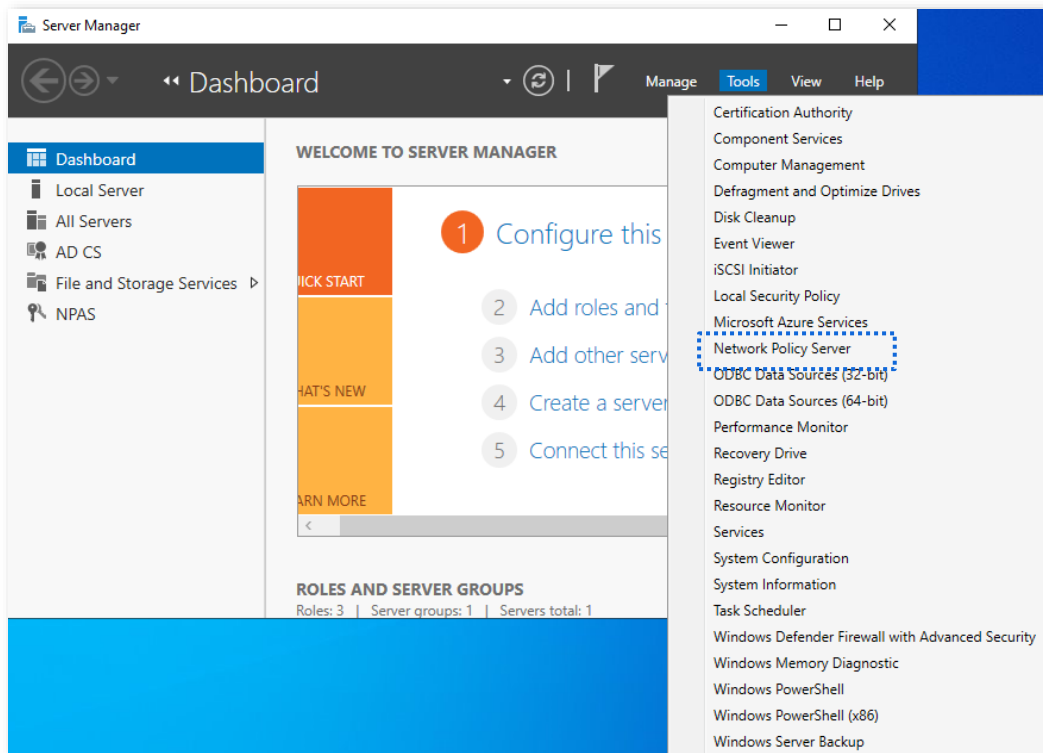 Server Manager
Dashboard
Manage Tools View Help
Dashboard
Local Server
All Servers
AD CS
File and Storage Services
NPAS
WELCOME TO SERVER MANAGER
START
WHAT'S NEW
MORE
1 Configure this
2 Add roles and
3 Add other serv
4 Create a server
5 Connect this se
ROLES AND SERVER GROUPS
Roles: 3 | Server groups: 1 | Servers total: 1
Certification Authority
Component Services
Computer Management
Defragment and Optimize Drives
Disk Cleanup
Event Viewer
iSCSI Initiator
Local Security Policy
Microsoft Azure Services
Network Policy Server
ODBC Data Sources (32-bit)
ODBC Data Sources (64-bit)
Performance Monitor
Recovery Drive
Registry Editor
Resource Monitor
Services
System Configuration
System Information
Task Scheduler
Windows Defender Firewall with Advanced Security
Windows Memory Diagnostic
Windows PowerShell
Windows PowerShell (x86)
Windows Server Backup